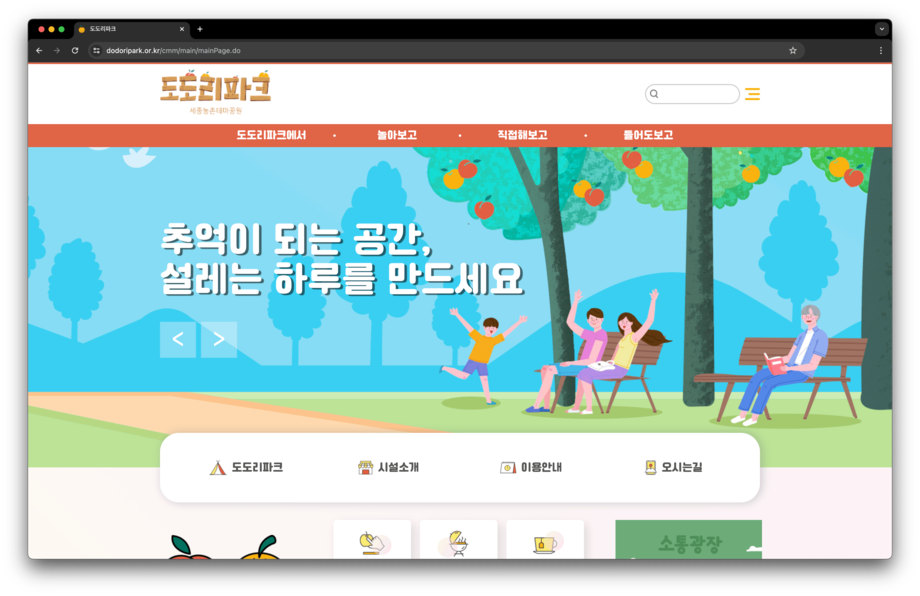 도도리파크
dodoripark.or.kr/cmm/main/mainPage.do
도도리파크
세종농촌테마공원
도도리파크에서 • 놀아보고 • 직접해보고 • 즐어도보고
추억이 되는 공간,
설레는 하루를 만드세요
< >
도도리파크 시설소개 이용안내 오시는길
소통광장